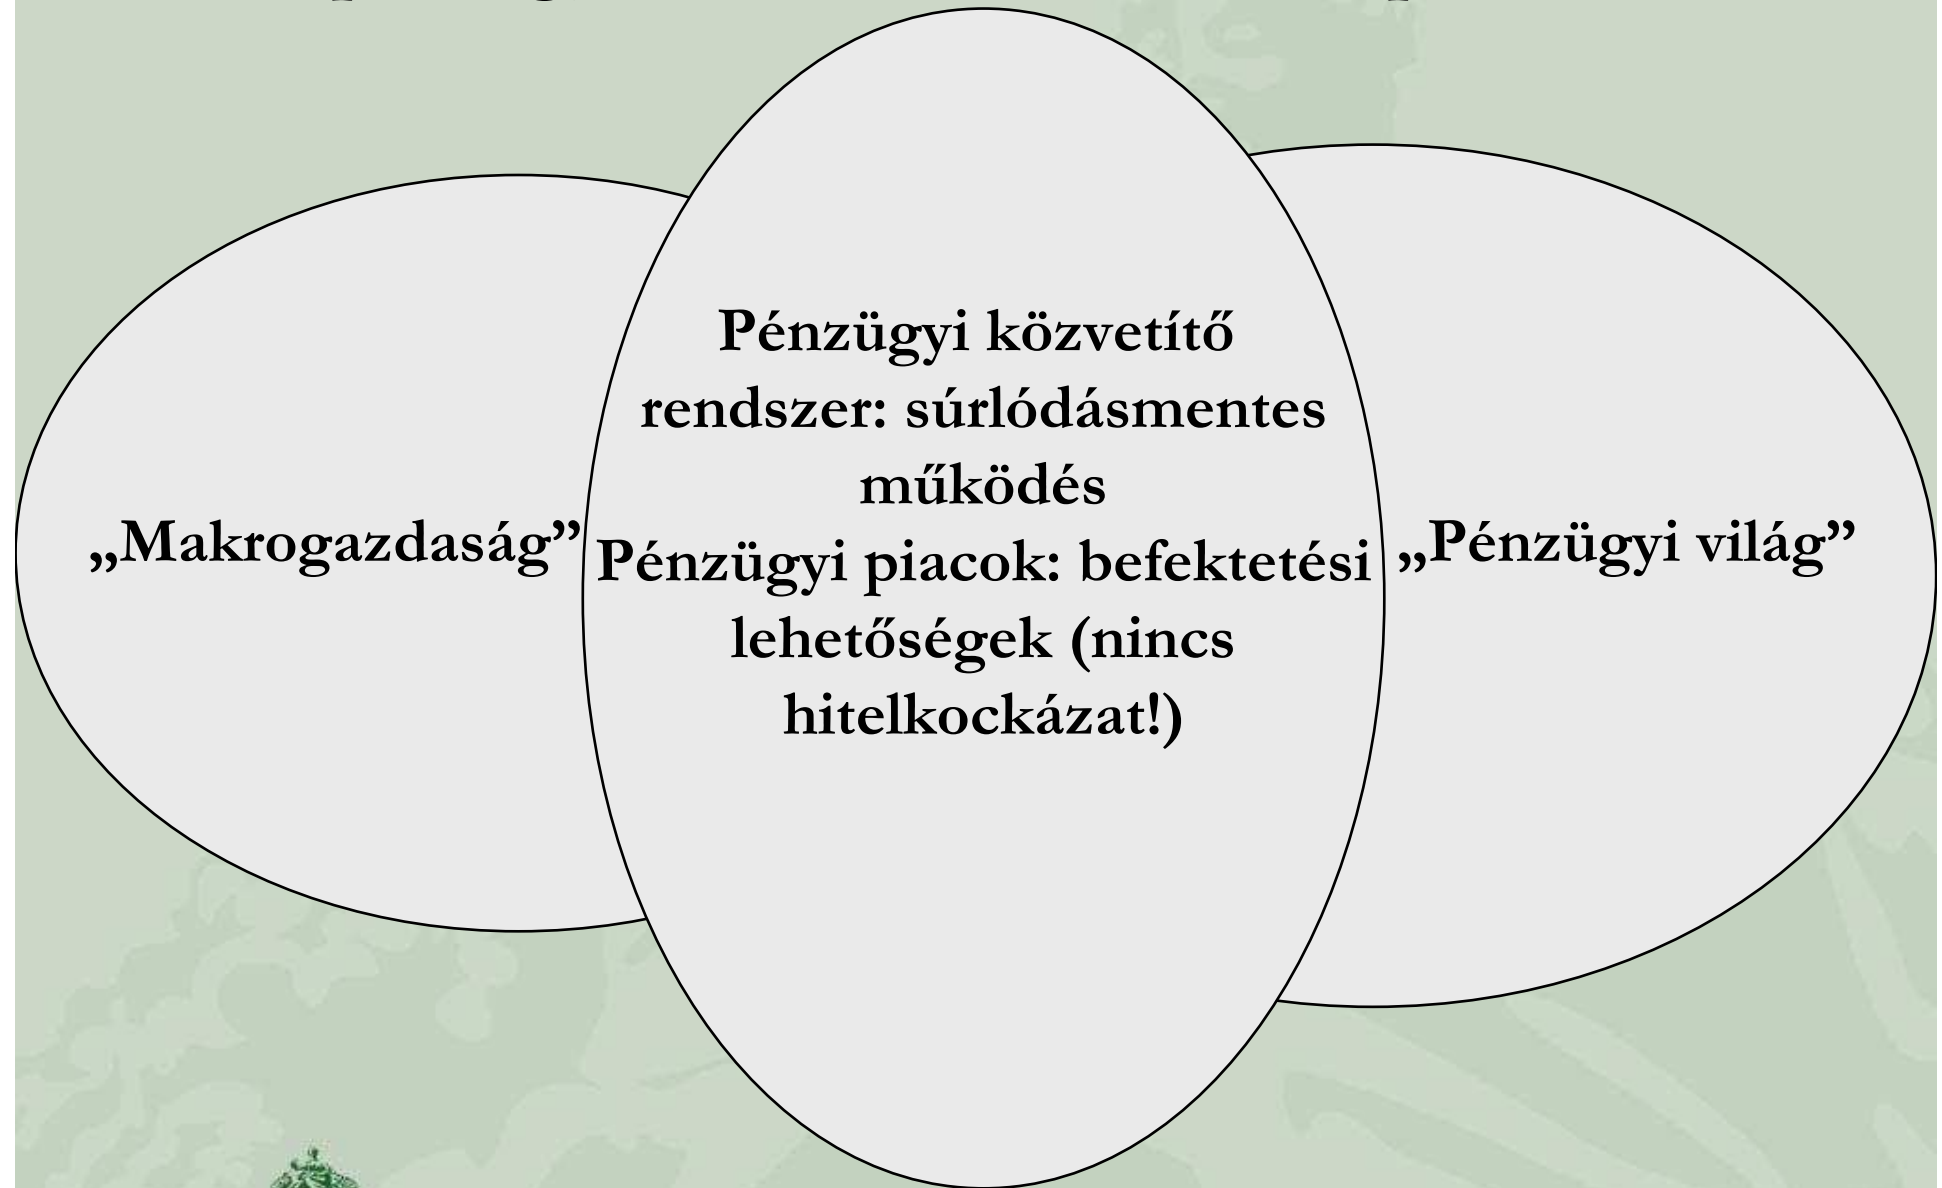 „Makrogazdaság”
Pénzügyi közvetítő
rendszer: súrlódásmentes
működés
Pénzügyi piacok: befektetési
lehetőségek (nincs
hitelkockázat!)
„Pénzügyi világ”